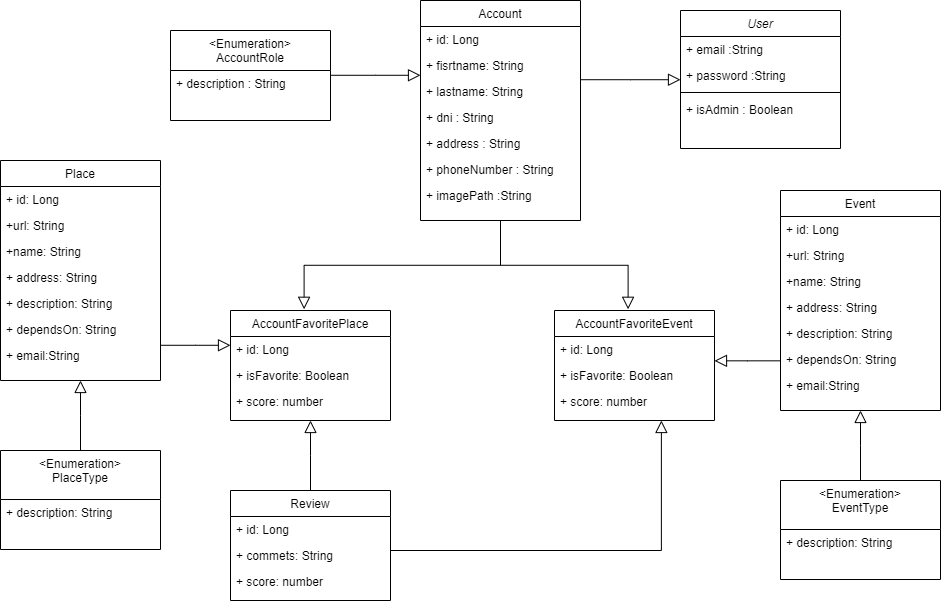 Account
+ id: Long
+ fisrtname: String
+ lastname: String
+ dni : String
+ address : String
+ phoneNumber : String
+ imagePath :String
User
+ email :String
+ password :String
+ isAdmin : Boolean
<Enumeration>
AccountRole
+ description : String
Place
+ id: Long
+url: String
+name: String
+ address: String
+ description: String
+ dependsOn: String
+ email:String
Event
+ id: Long
+url: String
+name: String
+ address: String
+ description: String
+ dependsOn: String
+ email:String
AccountFavoritePlace
+ id: Long
+ isFavorite: Boolean
+ score: number
AccountFavoriteEvent
+ id: Long
+ isFavorite: Boolean
+ score: number
<Enumeration>
PlaceType
+ description: String
Review
+ id: Long
+ commets: String
+ score: number
<Enumeration>
EventType
+ description: String